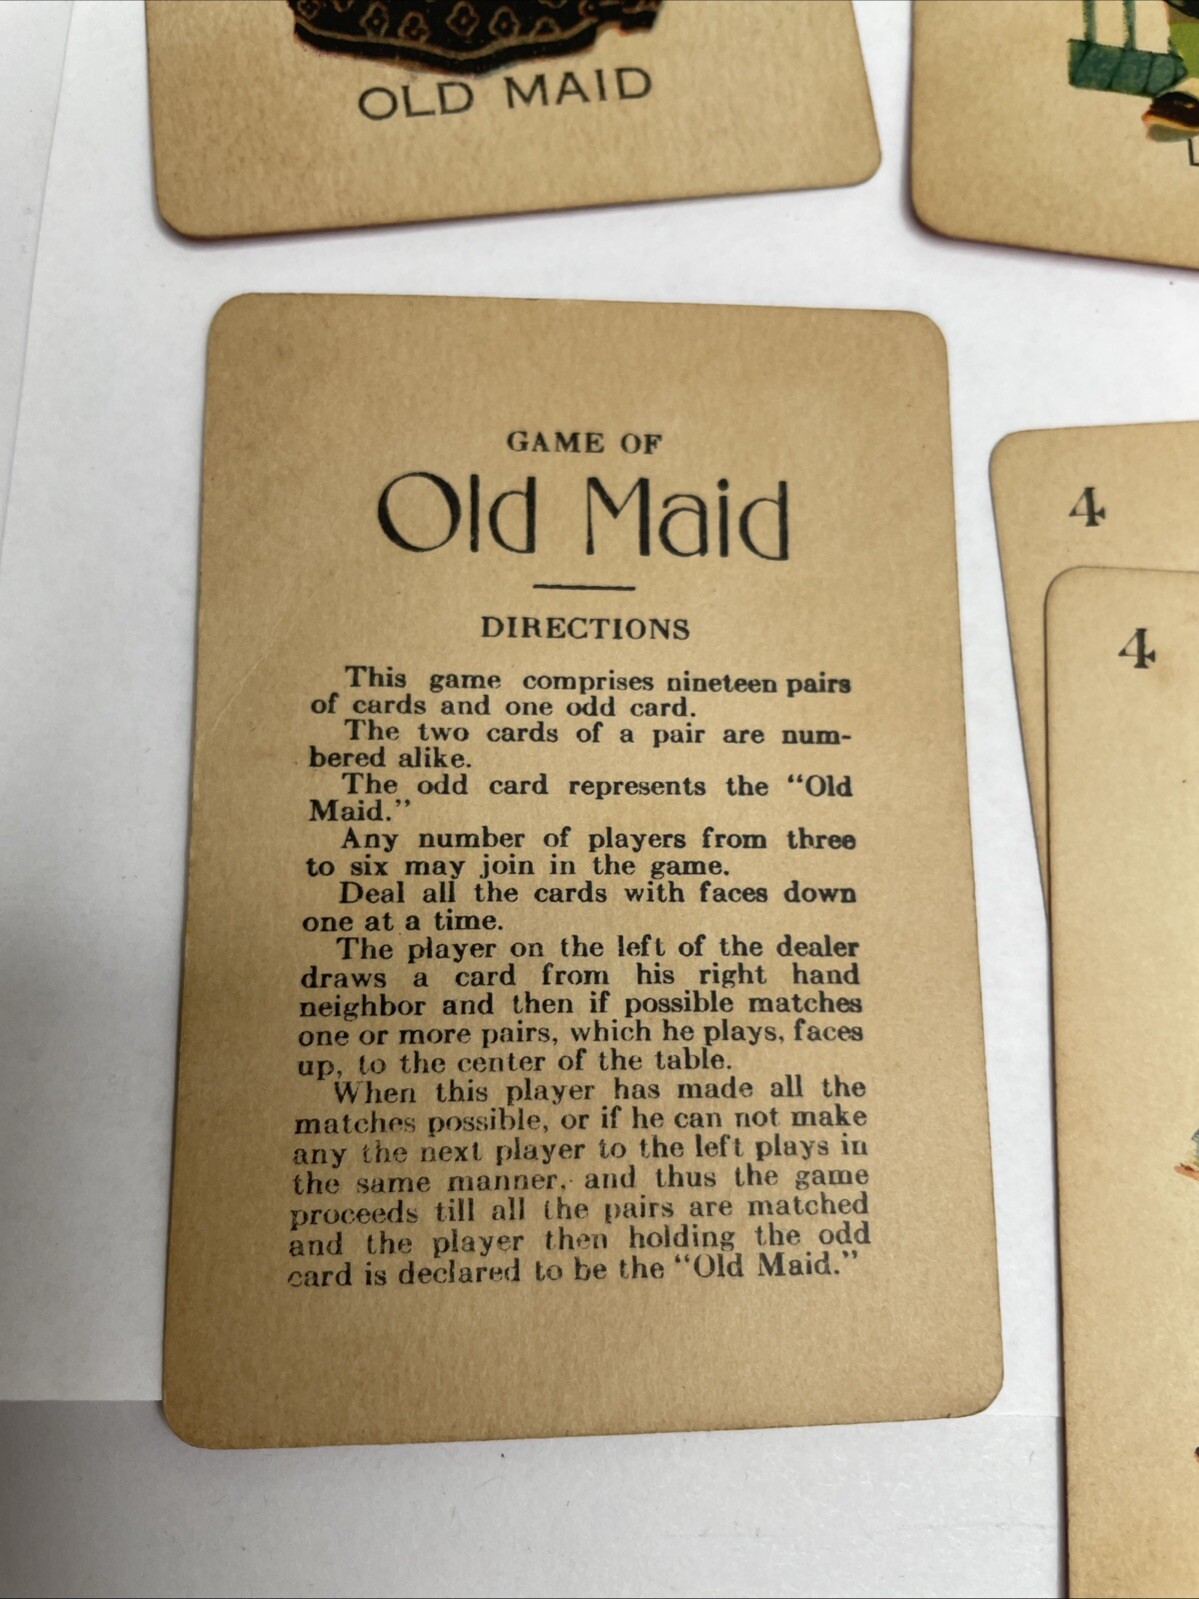 OLD MAID
GAME OF
Old Maid
DIRECTIONS
This game comprises nineteen pairs
of cards and one odd card.
The two cards of a pair are num-
bered alike.
The odd card represents the “Old
Maid.”
Any number of players from three
to six may join in the game.
Deal all the cards with faces down
one at a time.
The player on the left of the dealer
draws a card from his right hand
neighbor and then if possible matches
one or more pairs, which he plays, faces
up, to the center of the table.
When this player has made all the
matches possible, or if he can not make
any the next player to the left plays in
the same manner, and thus the game
proceeds till all the pairs are matched
and the player then holding the odd
card is declared to be the “Old Maid.”
4
4